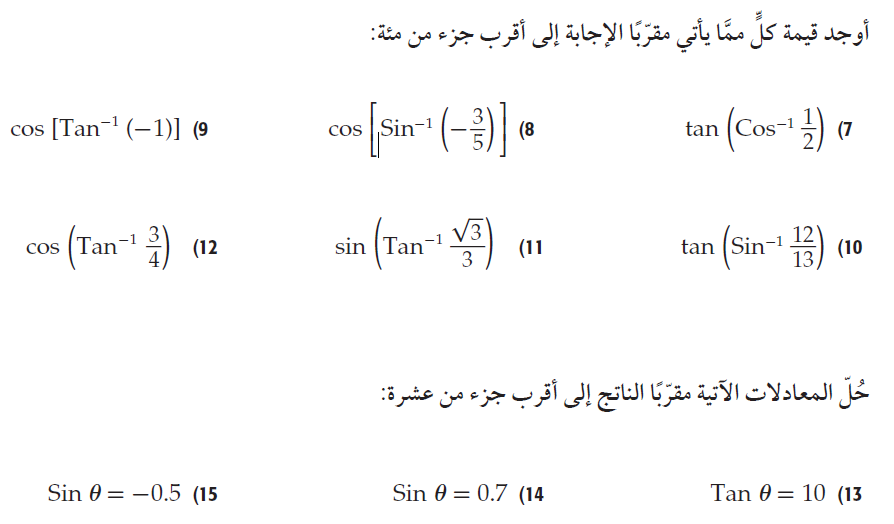 أوجد قيمة كلٍّ ممَّا يأتي مقرّبًا الإجابة إلى أقرب جزء من مئة:
(7 tan (Cos⁻¹ 1/2) (8 cos [Sin⁻¹ (−3/5)] (9 cos [Tan⁻¹ (−1)]
(10 tan (Sin⁻¹ 12/13) (11 sin (Tan⁻¹ √3/3) (12 cos (Tan⁻¹ 3/4)
حُلّ المعادلات الآتية مقرّبًا الناتج إلى أقرب جزء من عشرة:
(13 Tan θ = 10 (14 Sin θ = 0.7 (15 Sin θ = −0.5